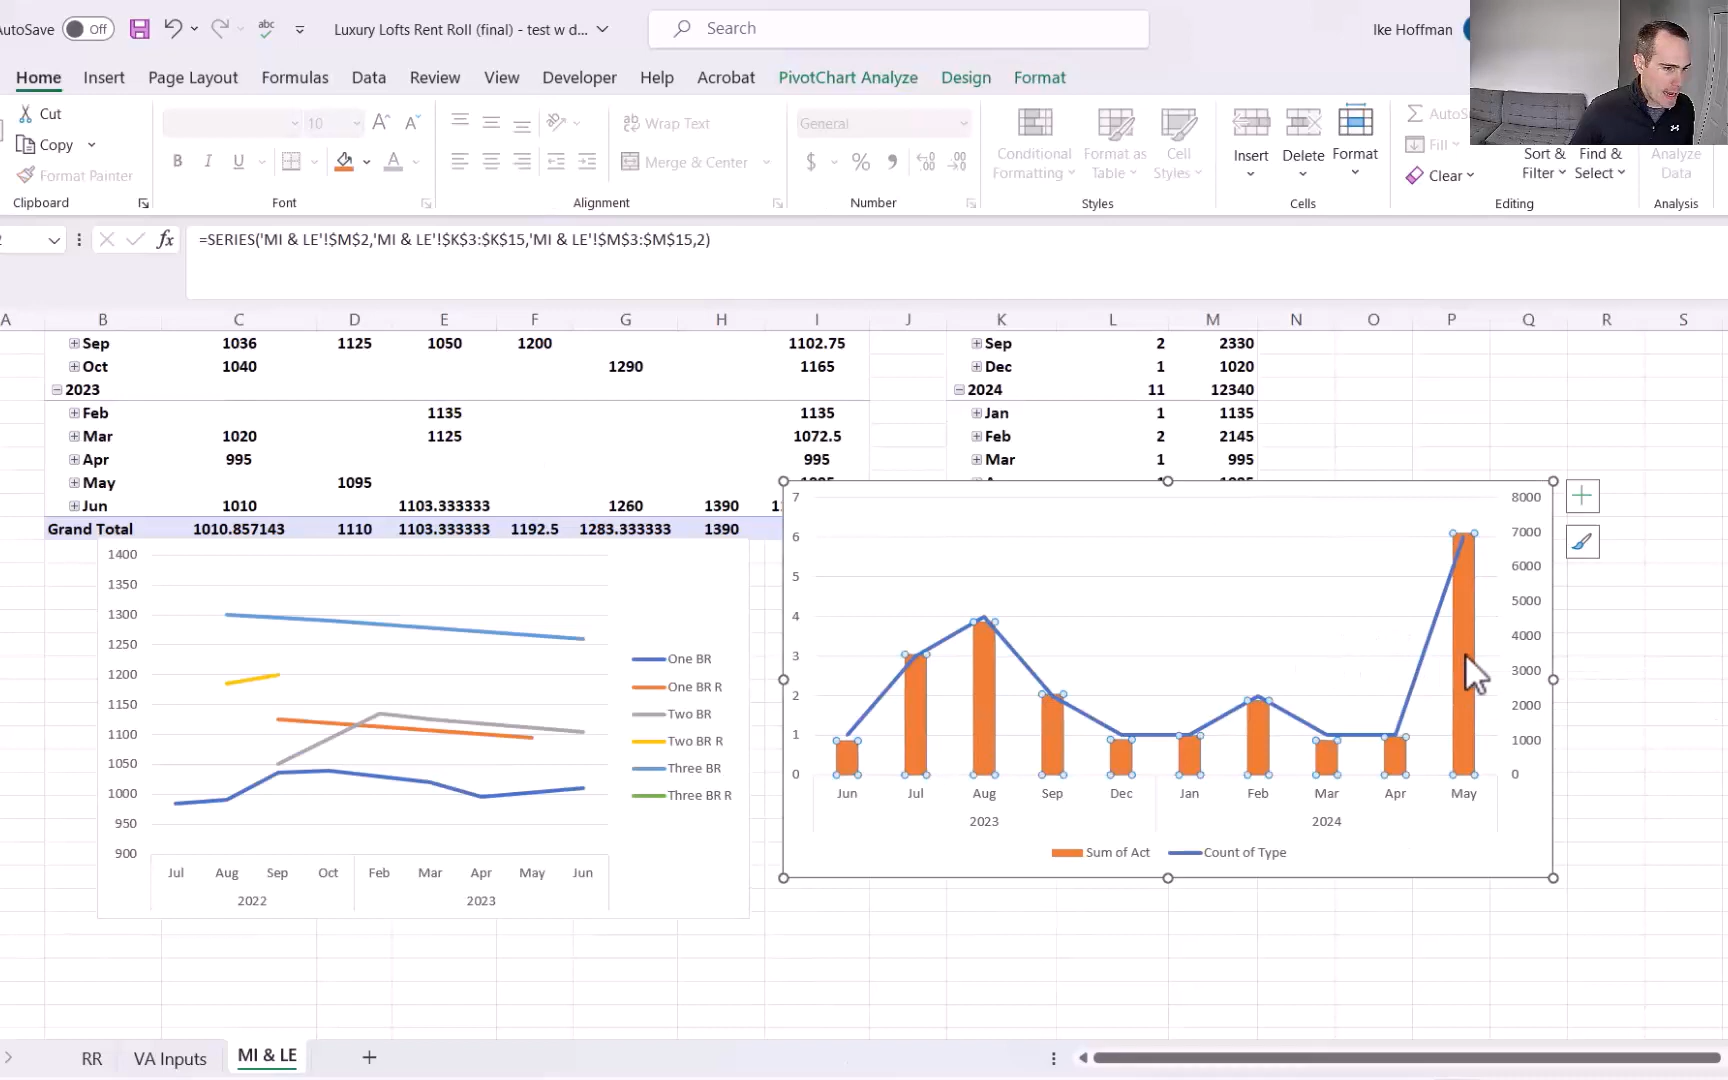 AutoSave Off Luxury Lofts Rent Roll (final) - test w d... Search Ike Hoffman
Home Insert Page Layout Formulas Data Review View Developer Help Acrobat PivotChart Analyze Design Format
Cut
Copy
Format Painter
Clipboard
10
B I U
Font
Wrap Text
Merge & Center
Alignment
General
$ %
Number
Conditional Formatting
Format as Table
Cell Styles
Styles
Insert Delete Format
Cells
Fill
Clear
Sort & Filter
Find & Select
Editing
Analyze Data
Analysis
fx =SERIES('MI & LE'!$M$2,'MI & LE'!$K$3:$K$15,'MI & LE'!$M$3:$M$15,2)
A B C D E F G H I J K L M N O P Q R S
Sep 1036 1125 1050 1200 1102.75 Sep 2 2330
Oct 1040 1290 1165 Dec 1 1020
2023 2024 11 12340
Feb 1135 1135 Jan 1 1135
Mar 1020 1125 1072.5 Feb 2 2145
Apr 995 995 Mar 1 995
May 1095
Jun 1010 1103.333333 1260 1390
Grand Total 1010.857143 1110 1103.333333 1192.5 1283.333333 1390
1400
1350
1300
1250
1200
1150
1100
1050
1000
950
900
Jul Aug Sep Oct Feb Mar Apr May Jun
2022 2023
One BR
One BR R
Two BR
Two BR R
Three BR
Three BR R
7
6
5
4
3
2
1
0
8000
7000
6000
5000
4000
3000
2000
1000
0
Jun Jul Aug Sep Dec Jan Feb Mar Apr May
2023 2024
Sum of Act Count of Type
RR VA Inputs MI & LE